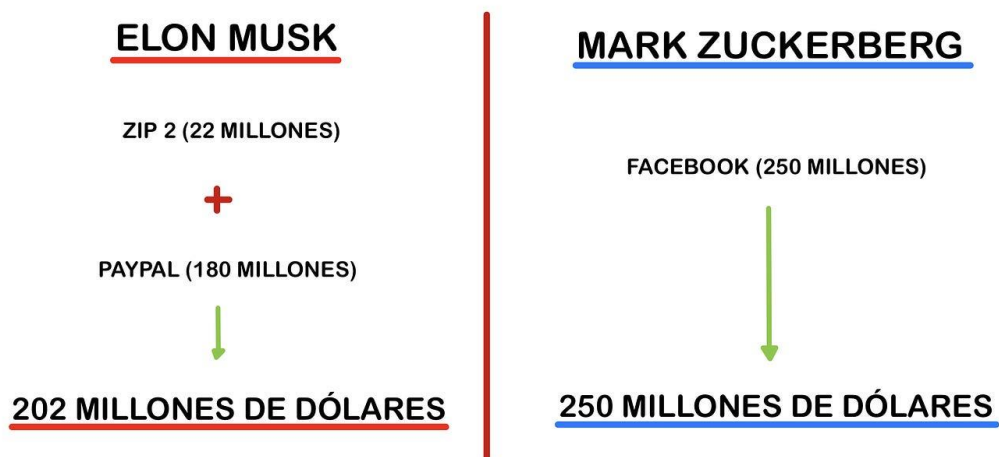 ELON MUSK
ZIP 2 (22 MILLONES)
+
PAYPAL (180 MILLONES)
202 MILLONES DE DÓLARES
MARK ZUCKERBERG
FACEBOOK (250 MILLONES)
250 MILLONES DE DÓLARES